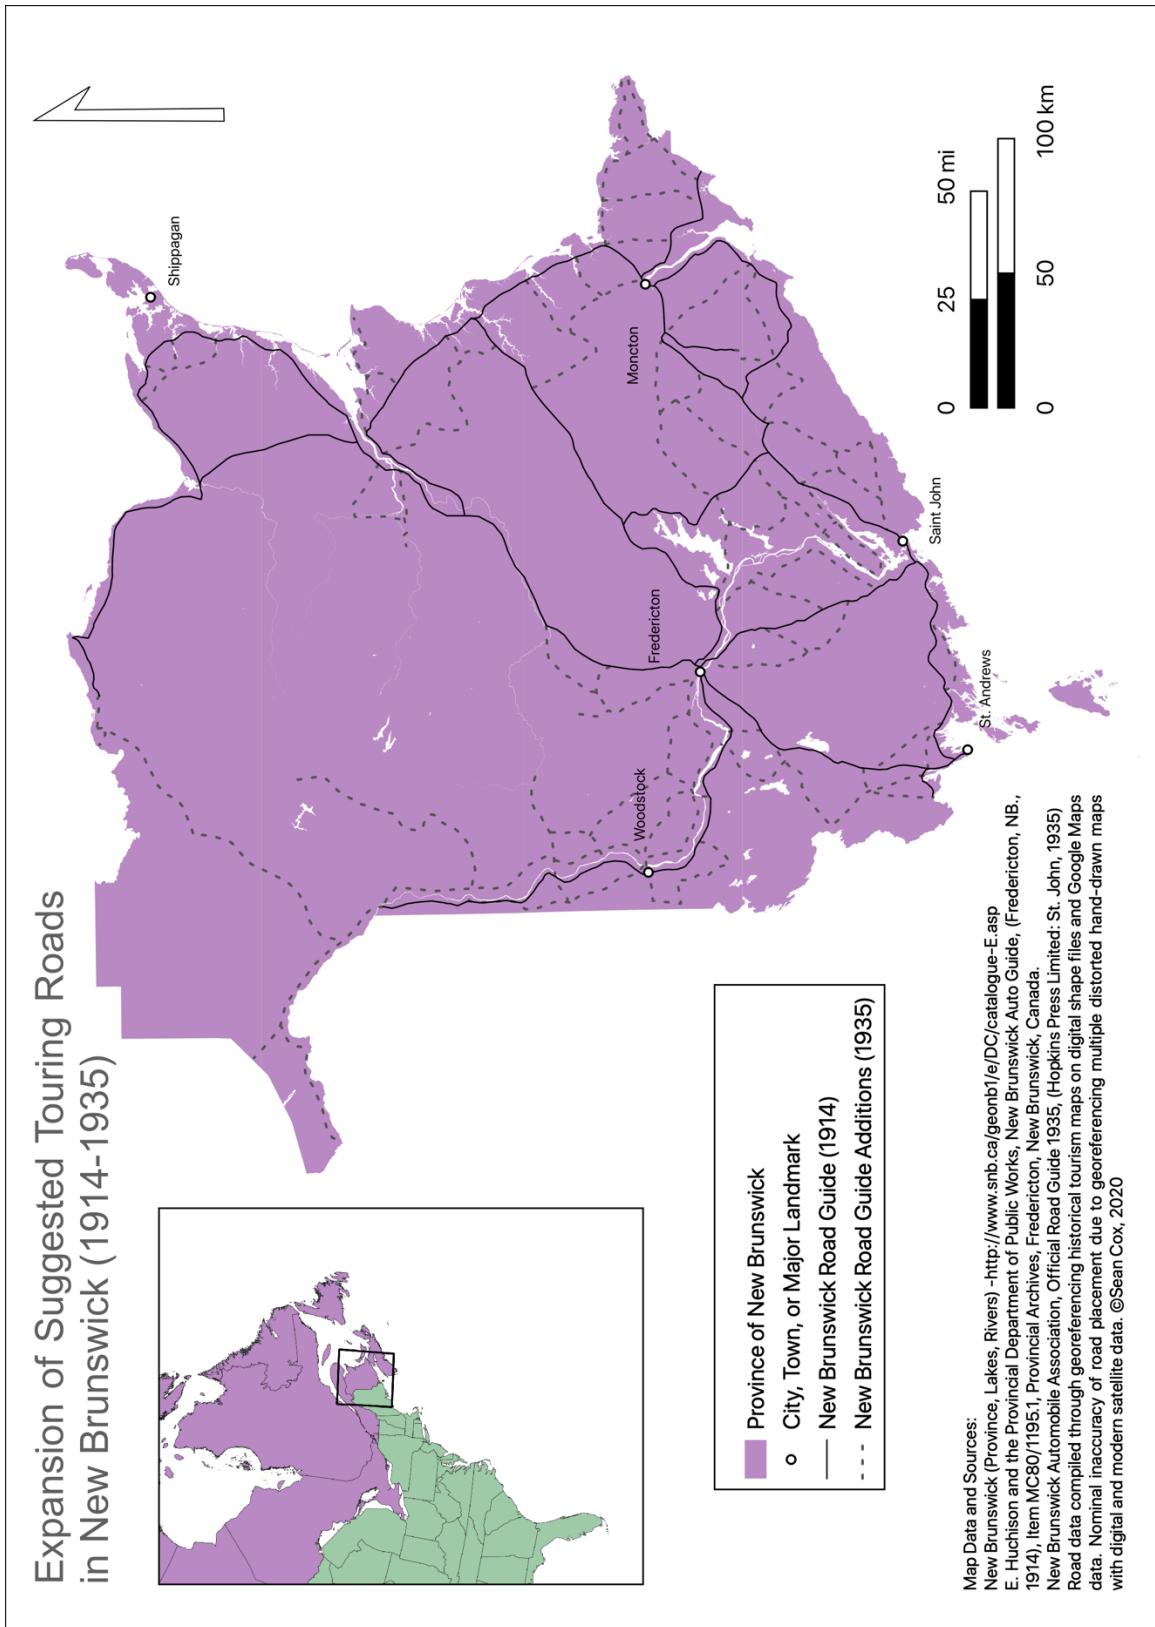 Expansion of Suggested Touring Roads
in New Brunswick (1914-1935)
Shippagan
Moncton
Fredericton
Woodstock
Saint John
St. Andrews
Province of New Brunswick
City, Town, or Major Landmark
New Brunswick Road Guide (1914)
New Brunswick Road Guide Additions (1935)
0 25 50 mi
0 50 100 km
Map Data and Sources:
New Brunswick (Province, Lakes, Rivers) -http://www.snb.ca/geonb1/e/DC/catalogue-E.asp
E. Huchison and the Provincial Department of Public Works, New Brunswick Auto Guide, (Fredericton, NB.,
1914), Item MC80/1195.1, Provincial Archives, Fredericton, New Brunswick, Canada.
New Brunswick Automobile Association, Official Road Guide 1935, (Hopkins Press Limited: St. John, 1935)
Road data compiled through georeferencing historical tourism maps on digital shape files and Google Maps
data. Nominal inaccuracy of road placement due to georeferencing multiple distorted hand-drawn maps
with digital and modern satellite data. ©Sean Cox, 2020